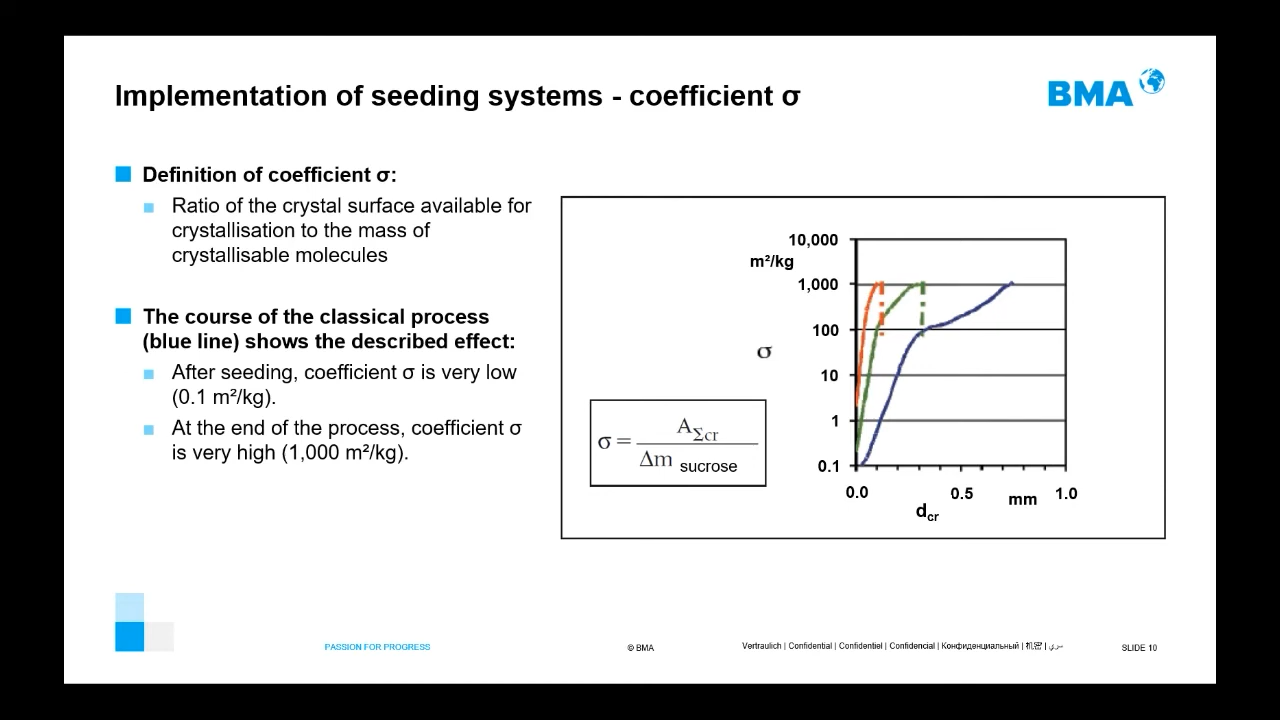 Implementation of seeding systems - coefficient σ
BMA
Definition of coefficient σ:
Ratio of the crystal surface available for
crystallisation to the mass of
crystallisable molecules
The course of the classical process
(blue line) shows the described effect:
After seeding, coefficient σ is very low
(0.1 m²/kg).
At the end of the process, coefficient σ
is very high (1,000 m²/kg).
10,000
m²/kg
1,000
100
σ
10
1
0.1
0.0
0.5
mm
1.0
dcr
σ = AΣcr
Δm sucrose
PASSION FOR PROGRESS
© BMA
Vertraulich | Confidential | Confidentiel | Confidencial | Конфиденциальный | 机密 |
SLIDE 10